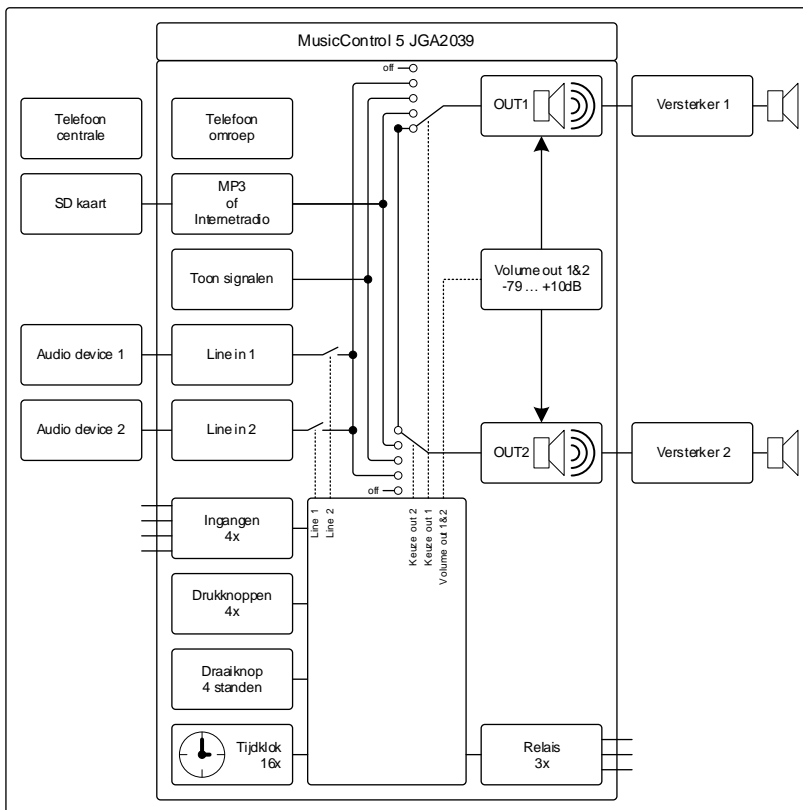 MusicControl 5 JGA2039
off
Telefoon
centrale
Telefoon
omroep
OUT1
Versterker 1
SD kaart
MP3
of
Internetradio
Toon signalen
Volume out 1&2
-79 ... +10dB
Audio device 1
Line in 1
Audio device 2
Line in 2
OUT2
Versterker 2
off
Ingangen
4x
Line 1
Line 2
Keuze out 2
Keuze out 1
Volume out 1&2
Drukknoppen
4x
Draaiknop
4 standen
Tijdklok
16x
Relais
3x